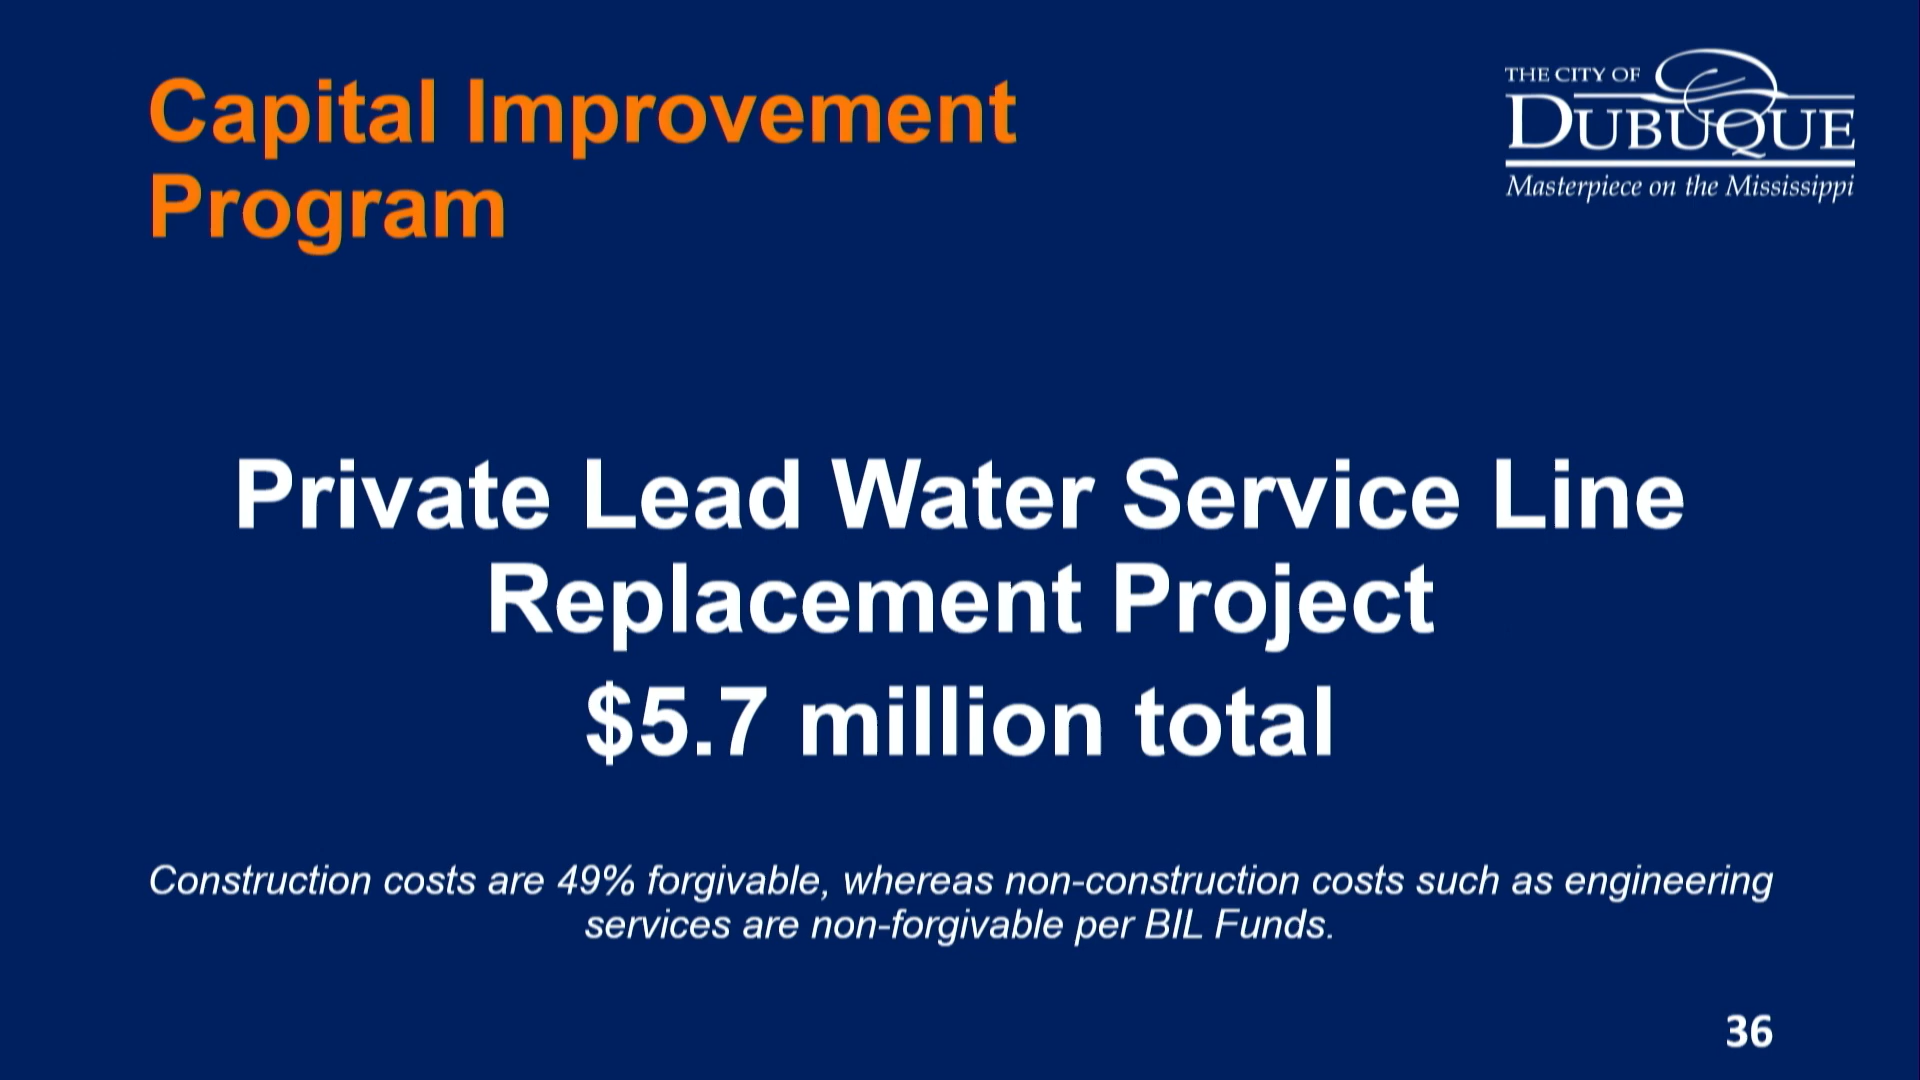 Capital Improvement
Program
THE CITY OF
DUBUQUE
Masterpiece on the Mississippi
Private Lead Water Service Line
Replacement Project
$5.7 million total
Construction costs are 49% forgivable, whereas non-construction costs such as engineering
services are non-forgivable per BIL Funds.
36